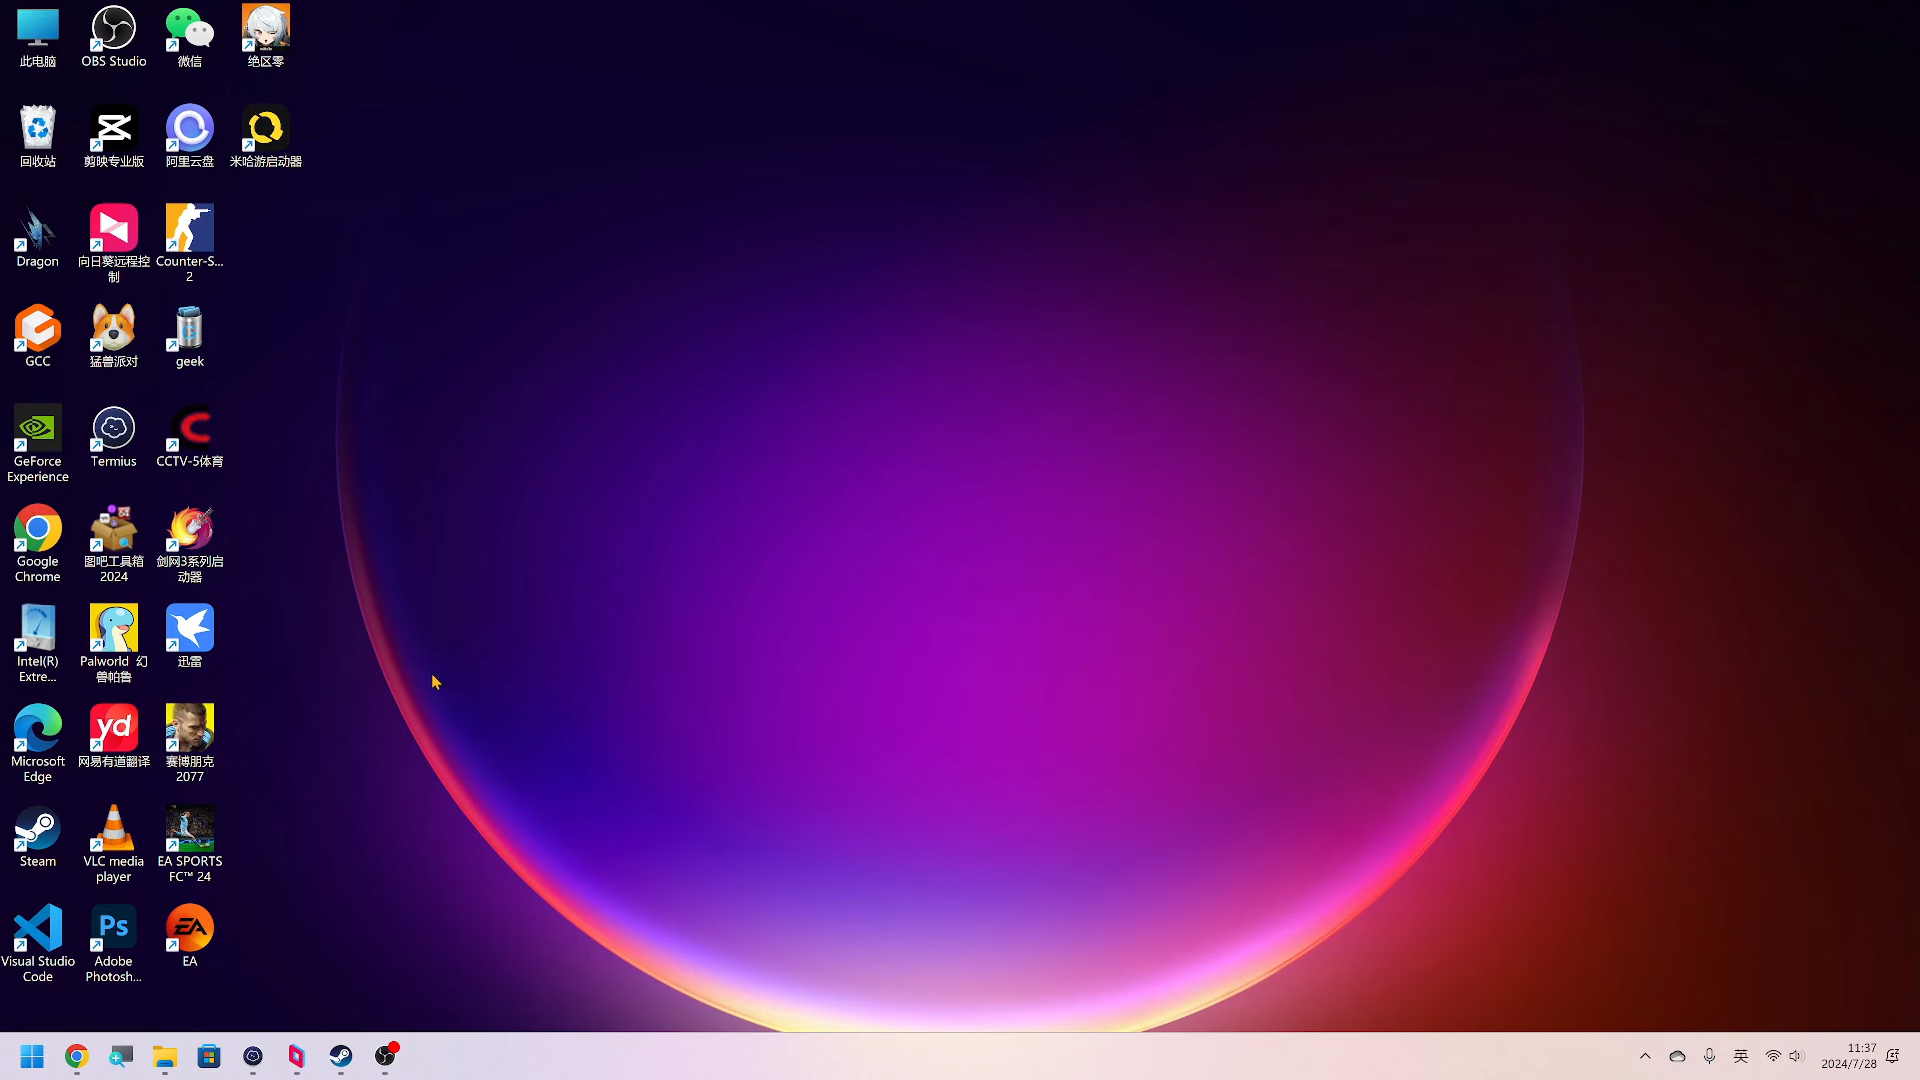 此电脑
OBS Studio
微信
绝区零
回收站
剪映专业版
阿里云盘
米哈游启动器
Dragon
向日葵远程控
制
Counter-S...
2
GCC
猛兽派对
geek
GeForce
Experience
Termius
CCTV-5体育
Google
Chrome
图吧工具箱
2024
剑网3系列启
动器
Intel(R)
Extre...
Palworld 幻
兽帕鲁
迅雷
Microsoft
Edge
yd
网易有道翻译
赛博朋克
2077
Steam
VLC media
player
EA SPORTS
FC™ 24
Visual Studio
Code
Ps
Adobe
Photosh...
EA
EA
英
11:37
2024/7/28